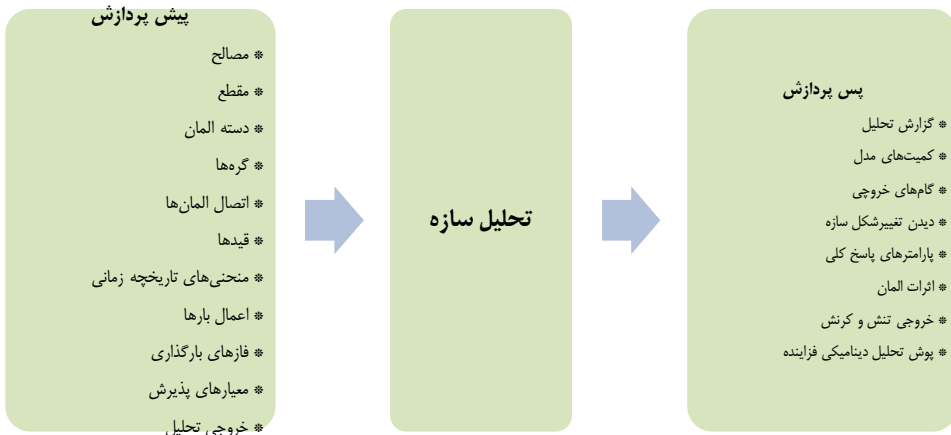 پیش پردازش
* مصالح
* مقطع
* دسته المان
* گره‌ها
* اتصال المان‌ها
* قیدها
* منحنی‌های تاریخچه زمانی
* اعمال بارها
* فازهای بارگذاری
* معیارهای پذیرش
* خروجی تحلیل
تحلیل سازه
پس پردازش
* گزارش تحلیل
* کمیت‌های مدل
* گام‌های خروچی
* دیدن تغییرشکل سازه
* پارامترهای پاسخ کلی
* اثرات المان
* خروجی تنش و کرنش
* پوش تحلیل دینامیکی فزاینده